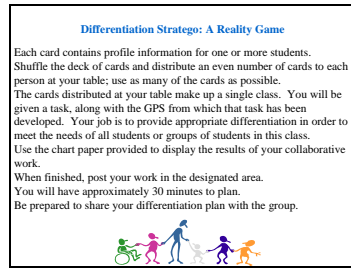 Differentiation Stratego: A Reality Game
Each card contains profile information for one or more students.
Shuffle the deck of cards and distribute an even number of cards to each
person at your table; use as many of the cards as possible.
The cards distributed at your table make up a single class.  You will be
given a task, along with the GPS from which that task has been
developed.  Your job is to provide appropriate differentiation in order to
meet the needs of all students or groups of students in this class.
Use the chart paper provided to display the results of your collaborative
work.
When finished, post your work in the designated area.
You will have approximately 30 minutes to plan.
Be prepared to share your differentiation plan with the group.